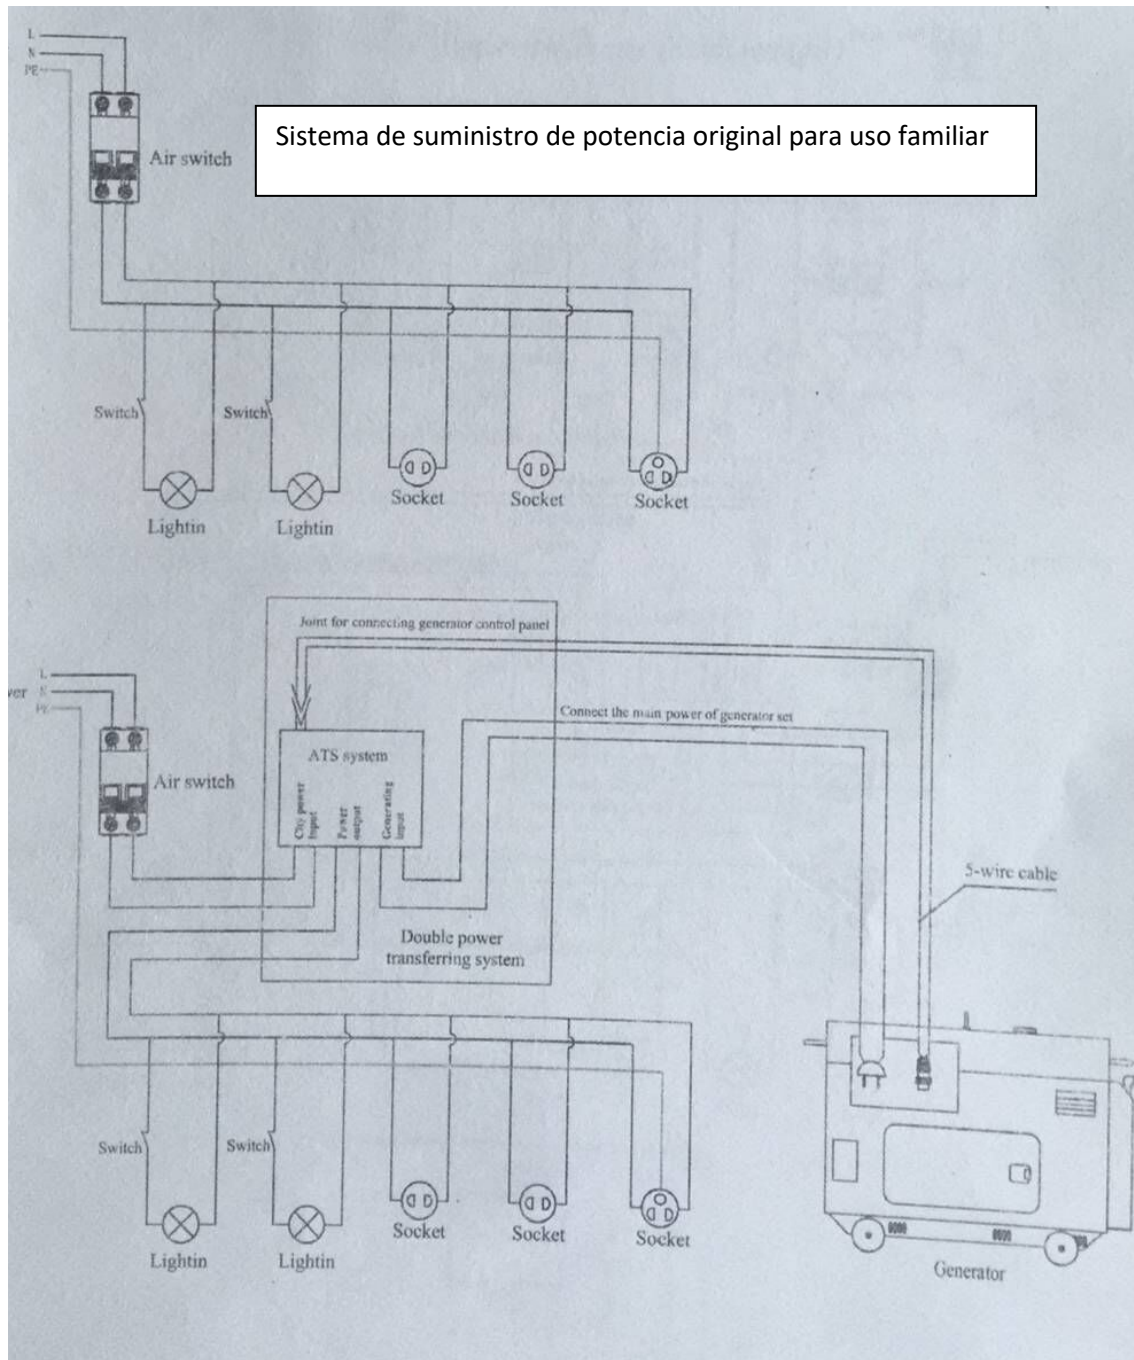 L
N
PE
Sistema de suministro de potencia original para uso familiar
Air switch
Switch
Switch
Lightin
Lightin
Socket
Socket
Socket
Joint for connecting generator control panel
L
ver N
PE
Connect the main power of generator set
ATS system
City power
Input
Power
output
Generating
input
Air switch
5-wire cable
Double power
transferring system
Switch
Switch
Lightin
Lightin
Socket
Socket
Socket
Generator